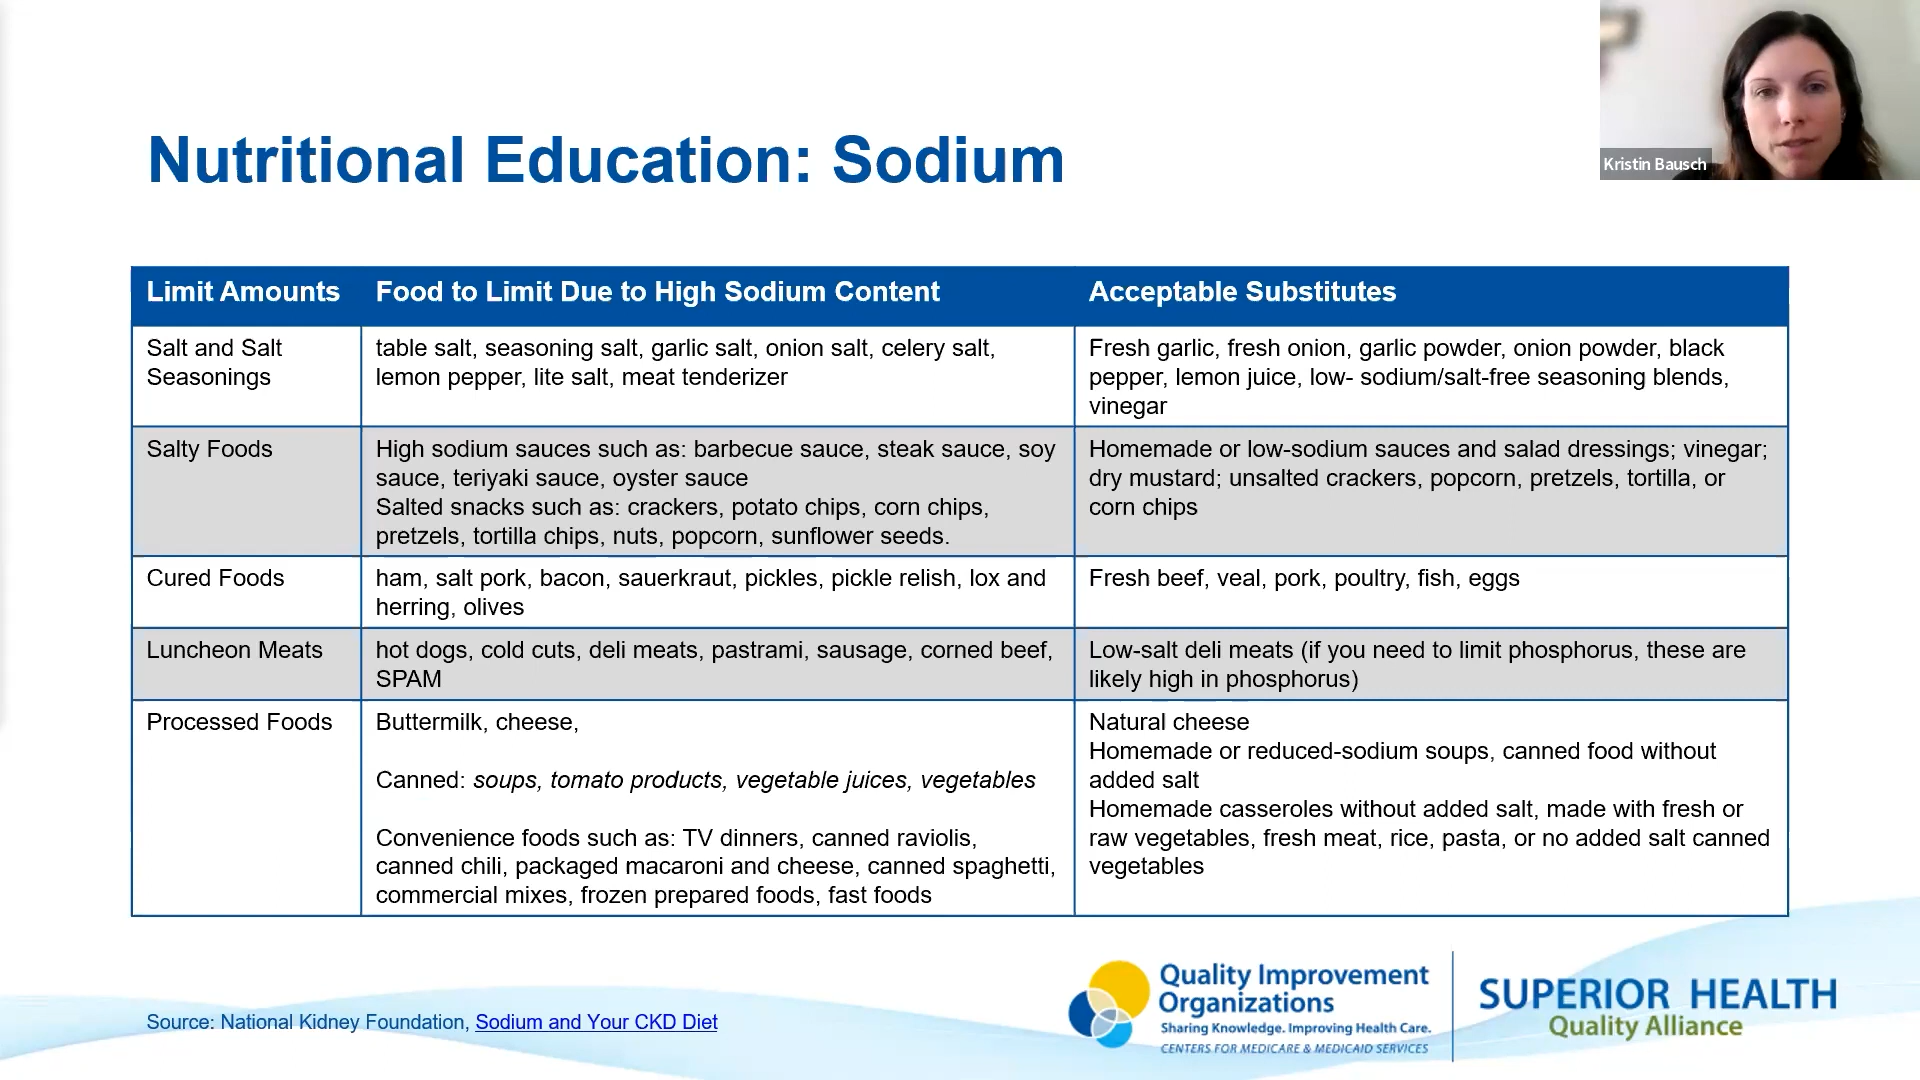 Kristin Bausch
Nutritional Education: Sodium
Limit Amounts
Food to Limit Due to High Sodium Content
Acceptable Substitutes
Salt and Salt
Seasonings
table salt, seasoning salt, garlic salt, onion salt, celery salt,
lemon pepper, lite salt, meat tenderizer
Fresh garlic, fresh onion, garlic powder, onion powder, black
pepper, lemon juice, low- sodium/salt-free seasoning blends,
vinegar
Salty Foods
High sodium sauces such as: barbecue sauce, steak sauce, soy
sauce, teriyaki sauce, oyster sauce
Salted snacks such as: crackers, potato chips, corn chips,
pretzels, tortilla chips, nuts, popcorn, sunflower seeds.
Homemade or low-sodium sauces and salad dressings; vinegar;
dry mustard; unsalted crackers, popcorn, pretzels, tortilla, or
corn chips
Cured Foods
ham, salt pork, bacon, sauerkraut, pickles, pickle relish, lox and
herring, olives
Fresh beef, veal, pork, poultry, fish, eggs
Luncheon Meats
hot dogs, cold cuts, deli meats, pastrami, sausage, corned beef,
SPAM
Low-salt deli meats (if you need to limit phosphorus, these are
likely high in phosphorus)
Processed Foods
Buttermilk, cheese,
Canned: soups, tomato products, vegetable juices, vegetables
Convenience foods such as: TV dinners, canned raviolis,
canned chili, packaged macaroni and cheese, canned spaghetti,
commercial mixes, frozen prepared foods, fast foods
Natural cheese
Homemade or reduced-sodium soups, canned food without
added salt
Homemade casseroles without added salt, made with fresh or
raw vegetables, fresh meat, rice, pasta, or no added salt canned
vegetables
Source: National Kidney Foundation, Sodium and Your CKD Diet
Quality Improvement
Organizations
Sharing Knowledge. Improving Health Care.
CENTERS FOR MEDICARE & MEDICAID SERVICES
SUPERIOR HEALTH
Quality Alliance